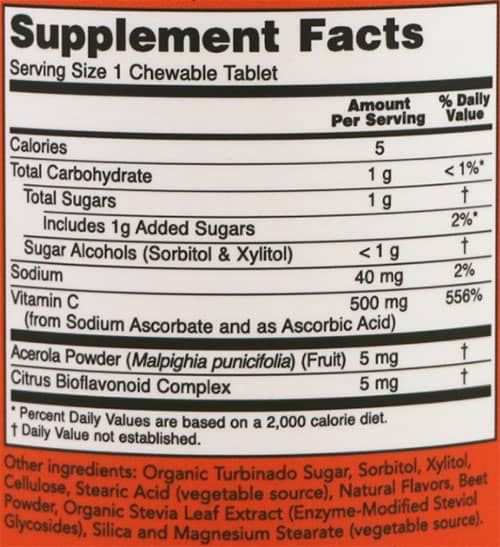 Supplement Facts
Serving Size 1 Chewable Tablet
Amount Per Serving % Daily Value
Calories 5
Total Carbohydrate 1 g < 1%*
Total Sugars 1 g †
Includes 1g Added Sugars 2%*
Sugar Alcohols (Sorbitol & Xylitol) < 1 g †
Sodium 40 mg 2%
Vitamin C 500 mg 556%
(from Sodium Ascorbate and as Ascorbic Acid)
Acerola Powder (Malpighia punicifolia) (Fruit) 5 mg †
Citrus Bioflavonoid Complex 5 mg †
* Percent Daily Values are based on a 2,000 calorie diet.
† Daily Value not established.
Other ingredients: Organic Turbinado Sugar, Sorbitol, Xylitol,
Cellulose, Stearic Acid (vegetable source), Natural Flavors, Beet
Powder, Organic Stevia Leaf Extract (Enzyme-Modified Steviol
Glycosides), Silica and Magnesium Stearate (vegetable source).